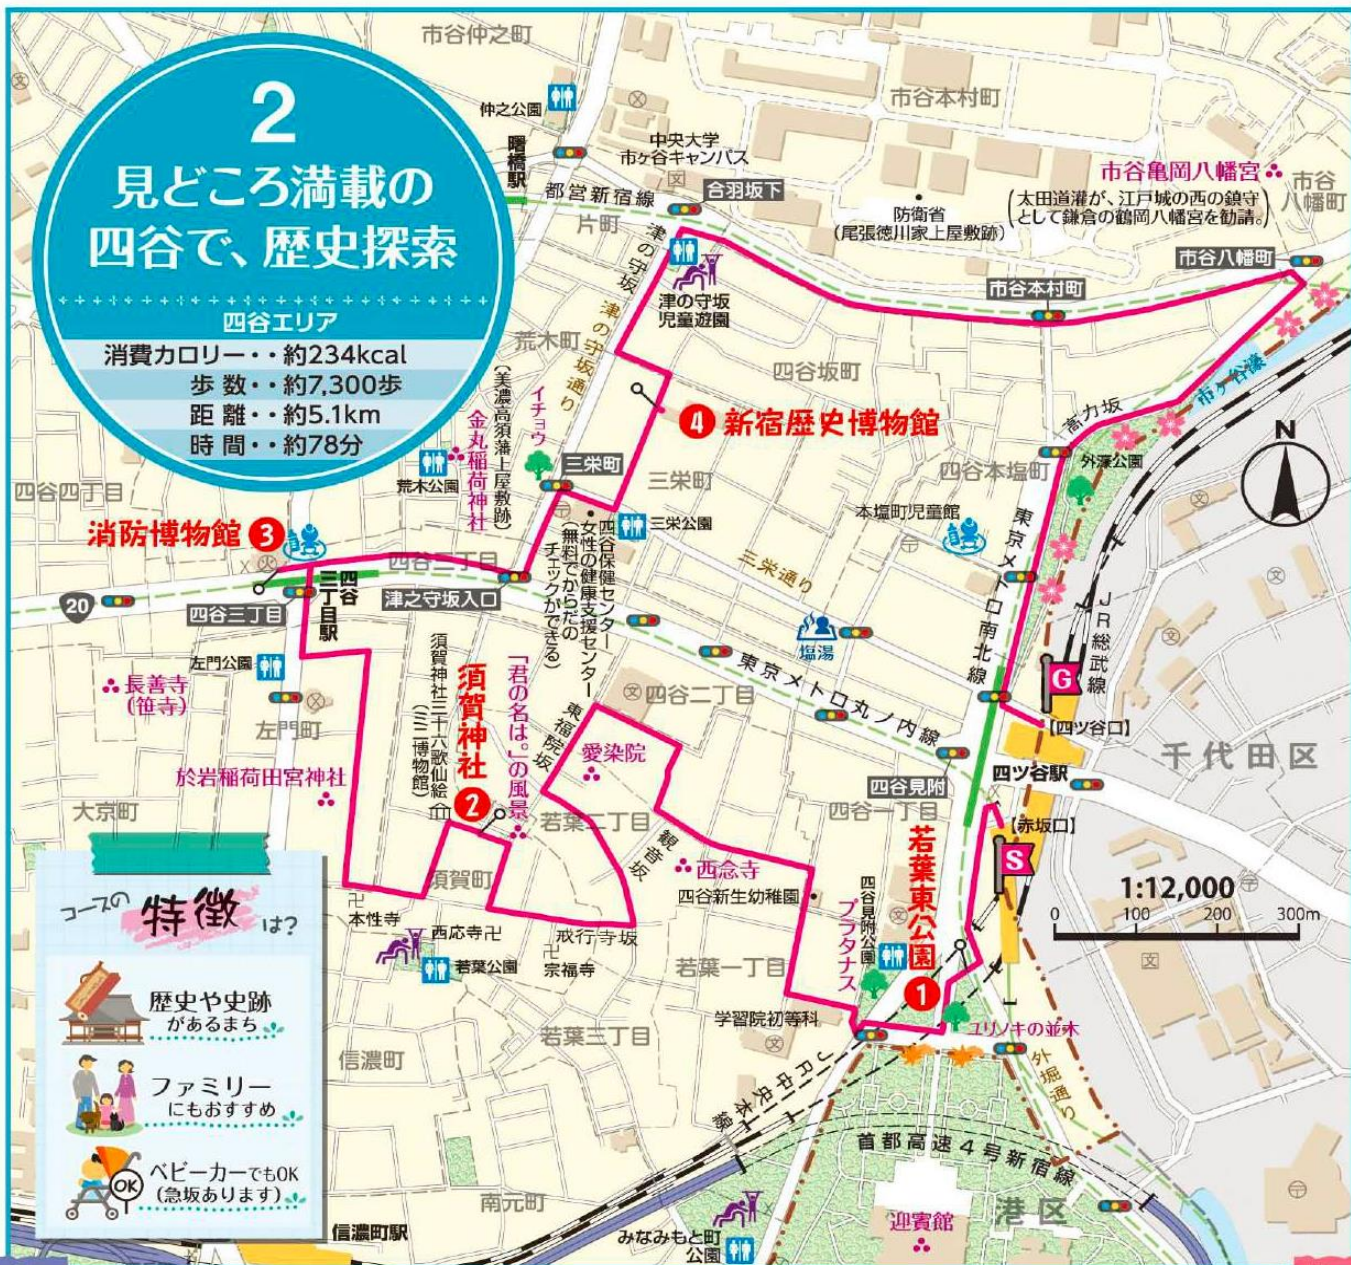 2
見どころ満載の
四谷で、歴史探索
四谷エリア
消費カロリー・・約234kcal
歩数・・約7,300歩
距離・・約5.1km
時間・・約78分
市谷仲之町
仲之公園
曙橋駅
中央大学
市ヶ谷キャンパス
市谷本村町
都営新宿線
合羽坂下
片町
防衛省
(尾張徳川家上屋敷跡)
市谷亀岡八幡宮
(太田道灌が、江戸城の西の鎮守
として鎌倉の鶴岡八幡宮を勧請。)
市谷
八幡町
市谷八幡町
市谷本村町
津の守坂
津の守坂通り
津の守坂
児童遊園
荒木町
四谷坂町
市ヶ谷濠
高力坂
外濠公園
N
イチョウ
(美濃高須藩上屋敷跡)
金丸稲荷神社
荒木公園
三栄町
4 新宿歴史博物館
三栄町
四谷本塩町
本塩町児童館
三栄公園
三栄通り
東京メトロ南北線
JR総武線
四谷四丁目
消防博物館 3
四谷三丁目
20
四谷三丁目
四谷三丁目駅
津之守坂入口
四谷保健センター
女性の健康支援センター
(無料でからだの
チェックができる)
塩湯
東京メトロ丸ノ内線
G
【四ツ谷口】
四ツ谷駅
千代田区
四谷見附
四谷一丁目
【赤坂口】
S
左門公園
長善寺
(笹寺)
左門町
於岩稲荷田宮神社
大京町
須賀神社三十六歌仙絵
(ミニ博物館)
須賀神社
2
「君の名は。」の風景
東福院坂
四谷二丁目
愛染院
若葉二丁目
観音坂
西念寺
四谷新生幼稚園
須賀町
本性寺
西応寺
若葉公園
戒行寺坂
宗福寺
若葉一丁目
若葉三丁目
学習院初等科
プラタナス
四谷見附公園
若葉東公園
1
ユリノキの並木
外堀通り
1:12,000
0 100 200 300m
JR中央本線
首都高速4号新宿線
信濃町
南元町
信濃町駅
みなみもと町
公園
迎賓館
港区
コースの特徴は?
歴史や史跡
があるまち
ファミリー
にもおすすめ
OK
ベビーカーでもOK
(急坂あります)